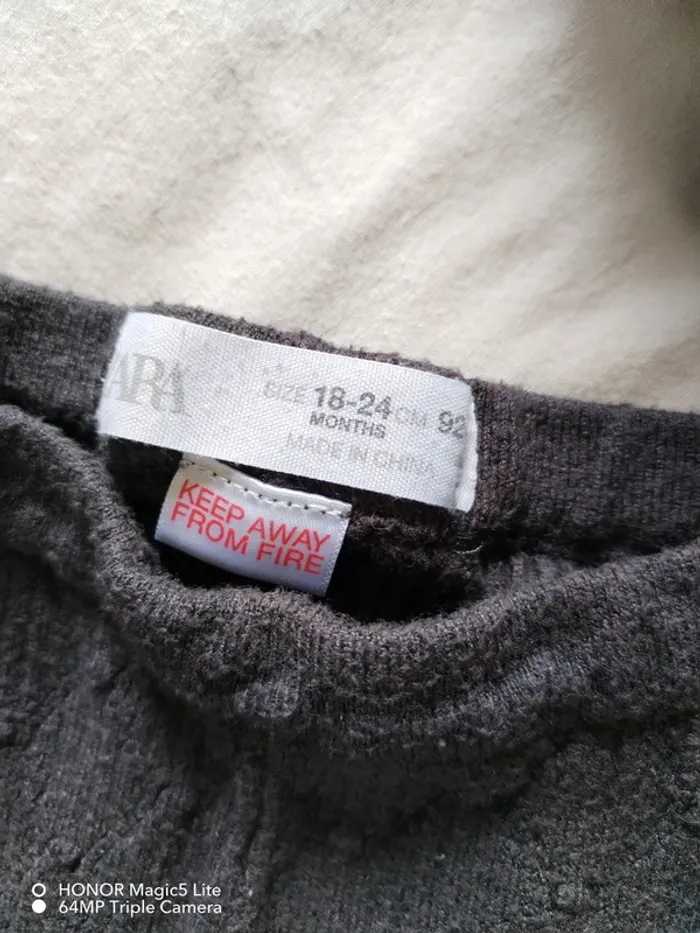 ARA
SIZE 18-24 CM 92
MONTHS
MADE IN CHINA
KEEP AWAY
FROM FIRE
HONOR Magic5 Lite
64MP Triple Camera